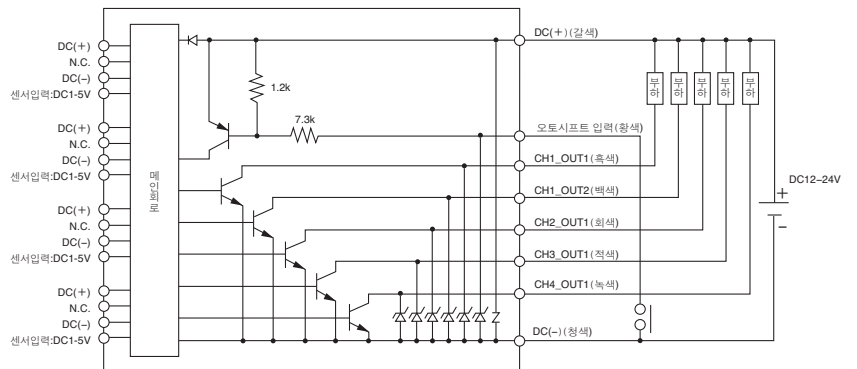 DC(+)
N.C.
DC(-)
센서입력:DC1-5V
DC(+)
N.C.
DC(-)
센서입력:DC1-5V
DC(+)
N.C.
DC(-)
센서입력:DC1-5V
DC(+)
N.C.
DC(-)
센서입력:DC1-5V
메인회로
1.2k
7.3k
DC(+)(갈색)
오토시프트 입력(황색)
CH1_OUT1(흑색)
CH1_OUT2(백색)
CH2_OUT1(회색)
CH3_OUT1(적색)
CH4_OUT1(녹색)
DC(-)(청색)
부하
부하
부하
부하
부하
DC12-24V
+
-